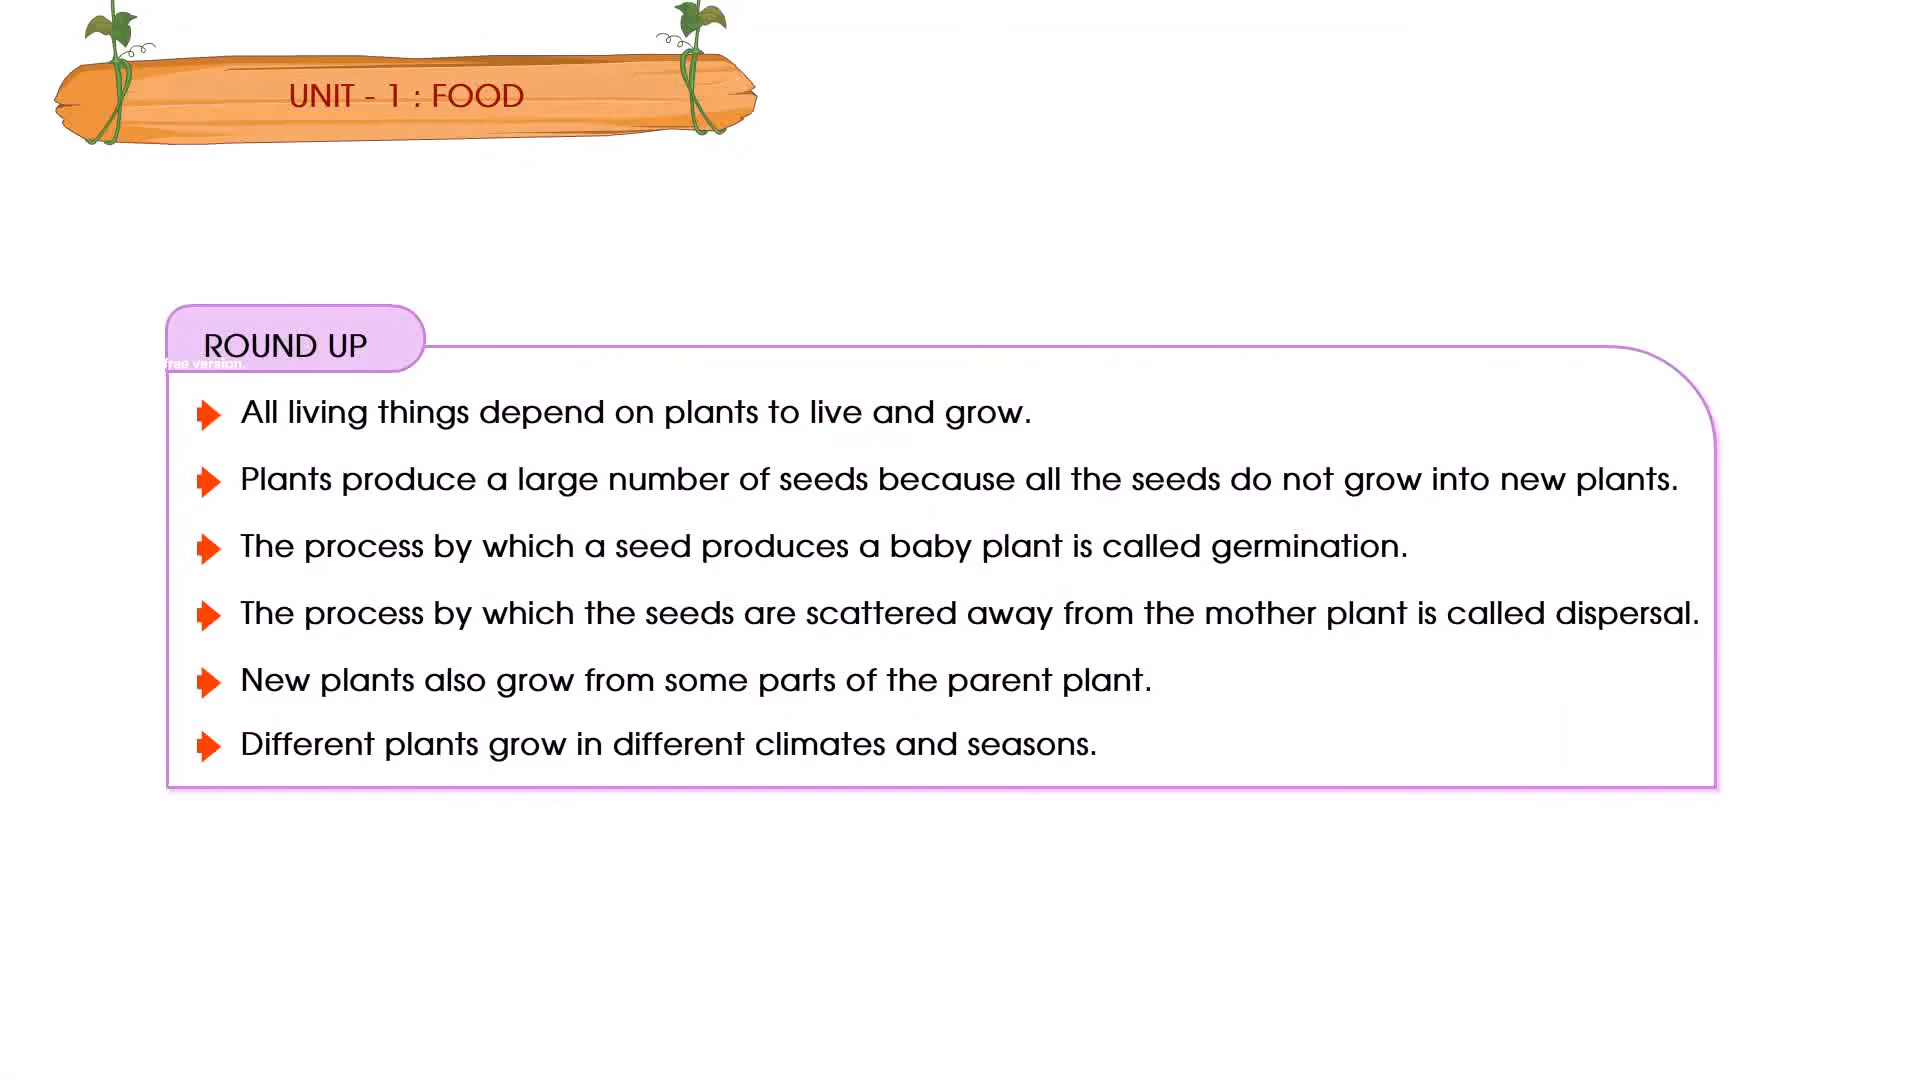 UNIT - 1 : FOOD
ROUND UP
free version.
All living things depend on plants to live and grow.
Plants produce a large number of seeds because all the seeds do not grow into new plants.
The process by which a seed produces a baby plant is called germination.
The process by which the seeds are scattered away from the mother plant is called dispersal.
New plants also grow from some parts of the parent plant.
Different plants grow in different climates and seasons.